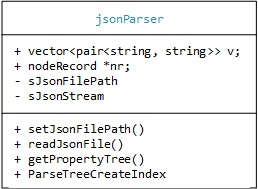 jsonParser
+ vector<pair<string, string>> v;
+ nodeRecord *nr;
- sJsonFilePath
- sJsonStream
+ setJsonFilePath()
+ readJsonFile()
+ getPropertyTree()
+ ParseTreeCreateIndex